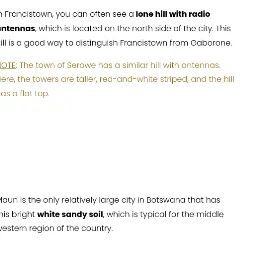 n Francistown, you can often see a lone hill with radio
antennas, which is located on the north side of the city. This
ill is a good way to distinguish Francistown from Gaborone.
NOTE: The town of Serowe has a similar hill with antennas.
ere, the towers are taller, red-and-white striped, and the hill
as a flat top.
Maun is the only relatively large city in Botswana that has
his bright white sandy soil, which is typical for the middle
western region of the country.